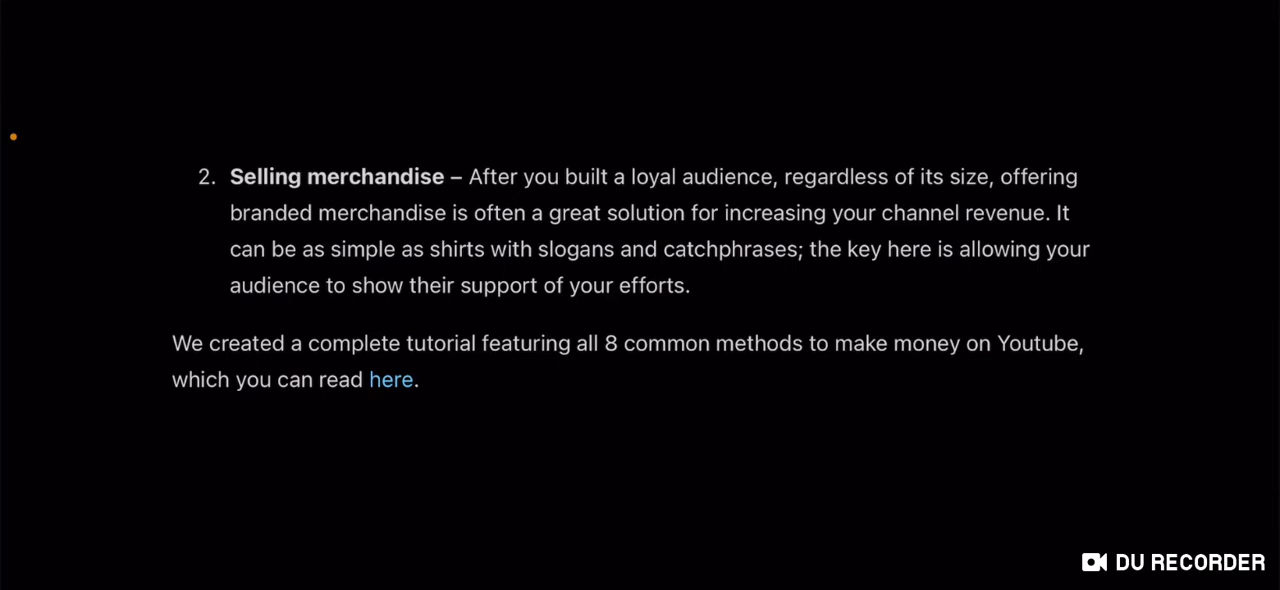 2. Selling merchandise – After you built a loyal audience, regardless of its size, offering
branded merchandise is often a great solution for increasing your channel revenue. It
can be as simple as shirts with slogans and catchphrases; the key here is allowing your
audience to show their support of your efforts.
We created a complete tutorial featuring all 8 common methods to make money on Youtube,
which you can read here.
DU RECORDER